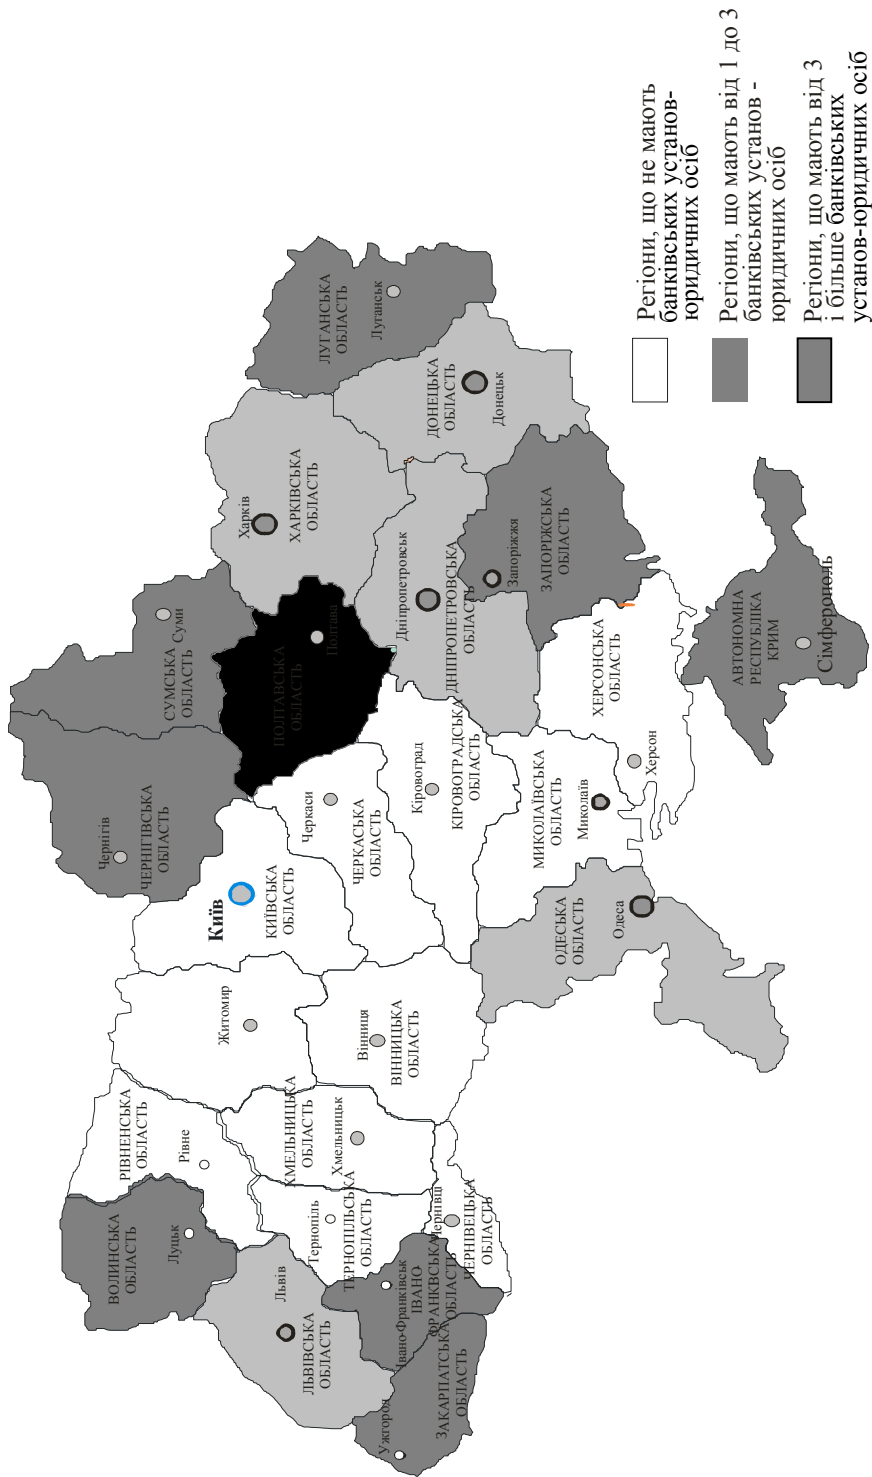 ВОЛИНСЬКА
ОБЛАСТЬ
Луцьк
РІВНЕНСЬКА
ОБЛАСТЬ
Рівне
Житомир
Київ
КИЇВСЬКА
ОБЛАСТЬ
Чернігів
ЧЕРНІГІВСЬКА
ОБЛАСТЬ
СУМСЬКА
ОБЛАСТЬ
Суми
ЛЬВІВСЬКА
ОБЛАСТЬ
Львів
Тернопіль
ТЕРНОПІЛЬСЬКА
ОБЛАСТЬ
ХМЕЛЬНИЦЬКА
ОБЛАСТЬ
Хмельницьк
Вінниця
ВІННИЦЬКА
ОБЛАСТЬ
Черкаси
ЧЕРКАСЬКА
ОБЛАСТЬ
ПОЛТАВСЬКА
ОБЛАСТЬ
Полтава
Харків
ХАРКІВСЬКА
ОБЛАСТЬ
ЛУГАНСЬКА
ОБЛАСТЬ
Луганськ
Ужгород
ЗАКАРПАТСЬКА
ОБЛАСТЬ
Івано-Франківськ
ІВАНО-
ФРАНКІВСЬКА
ОБЛАСТЬ
Чернівці
ЧЕРНІВЕЦЬКА
ОБЛАСТЬ
Кіровоград
КІРОВОГРАДСЬКА
ОБЛАСТЬ
Дніпропетровськ
ДНІПРОПЕТРОВСЬКА
ОБЛАСТЬ
ДОНЕЦЬКА
ОБЛАСТЬ
Донецьк
ОДЕСЬКА
ОБЛАСТЬ
Одеса
МИКОЛАЇВСЬКА
ОБЛАСТЬ
Миколаїв
ХЕРСОНСЬКА
ОБЛАСТЬ
Херсон
Запоріжжя
ЗАПОРІЖСЬКА
ОБЛАСТЬ
АВТОНОМНА
РЕСПУБЛІКА
КРИМ
Сімферополь
Регіони, що не мають
банківських установ-
юридичних осіб
Регіони, що мають від 1 до 3
банківських установ -
юридичних осіб
Регіони, що мають від 3
і більше банківських
установ-юридичних осіб